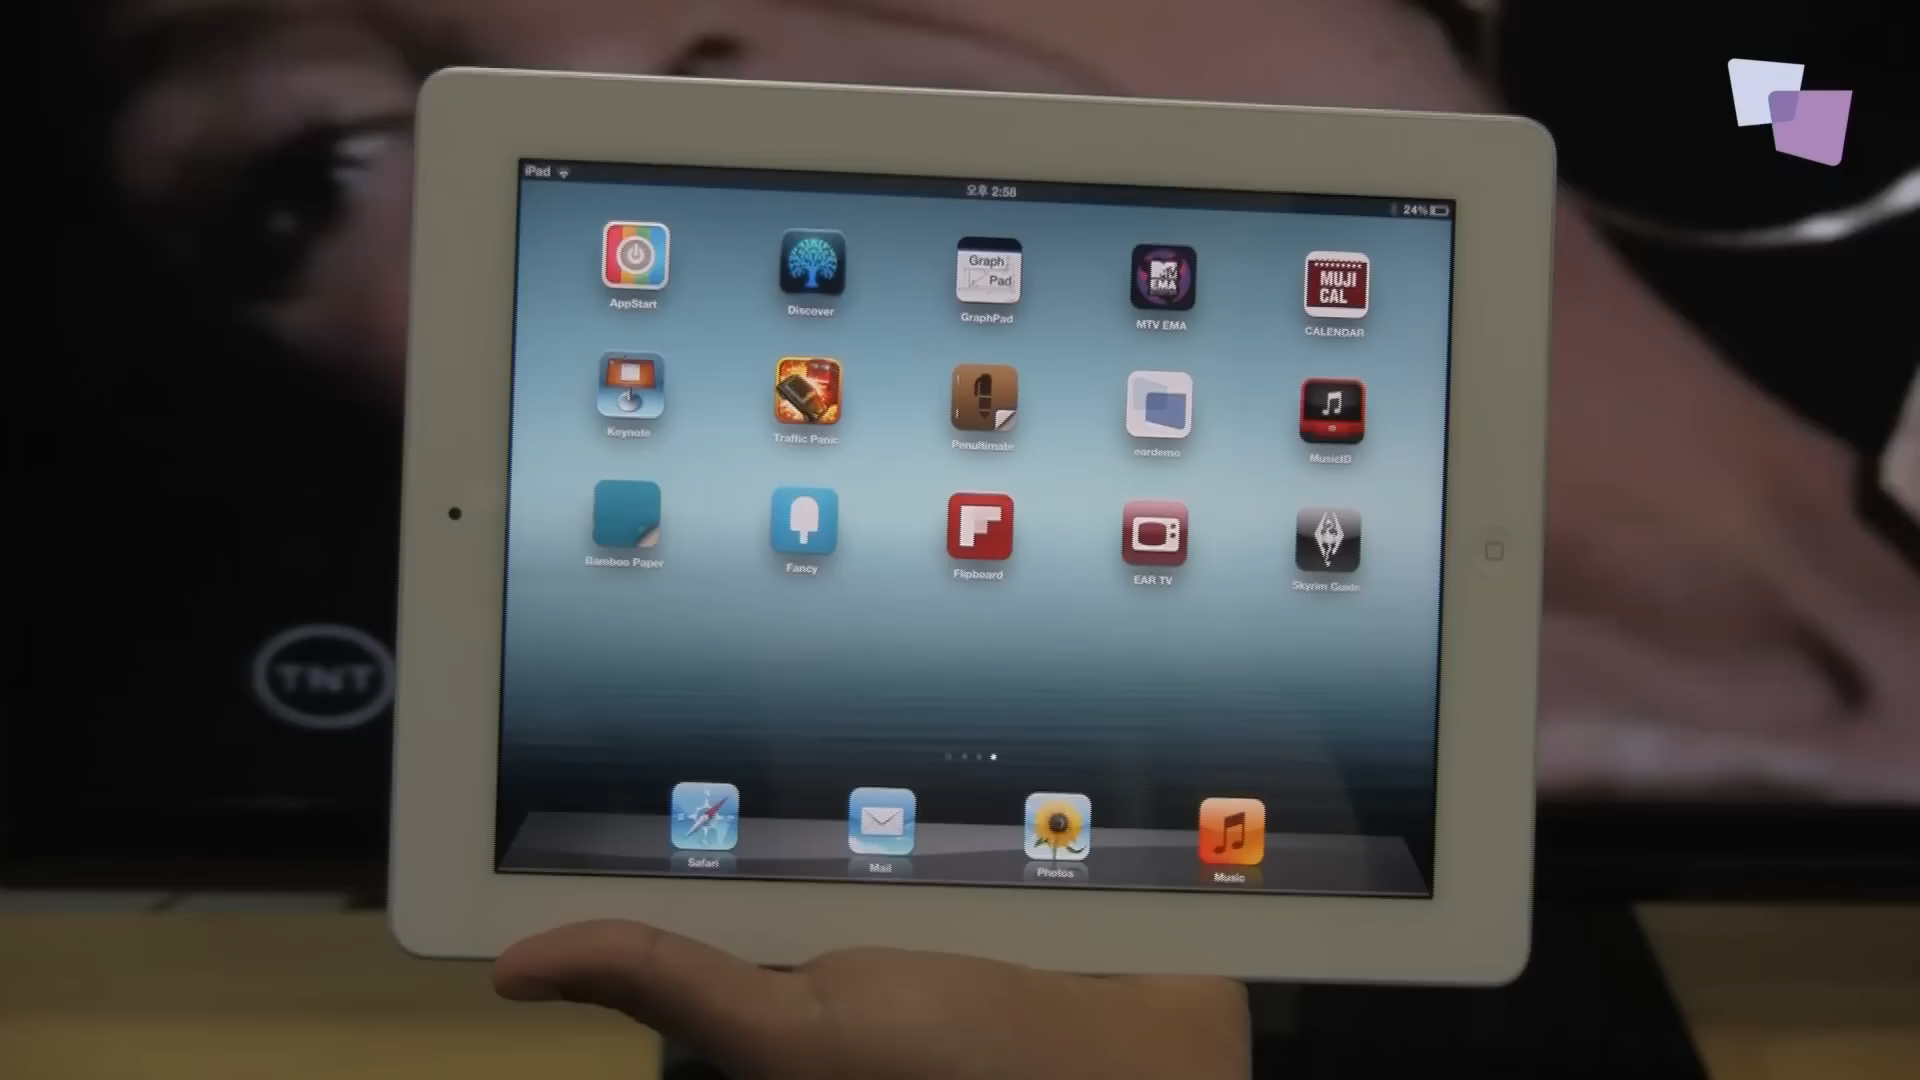 iPad
오후 2:58
24%
AppStart
Discover
Graph
Pad
GraphPad
MTV
EMA
MTV EMA
MUJI
CAL
CALENDAR
Keynote
Traffic Panic
Penultimate
eardemo
MusicID
Bamboo Paper
Fancy
Flipboard
EAR TV
Skyrim Guide
TNT
Safari
Mail
Photos
Music